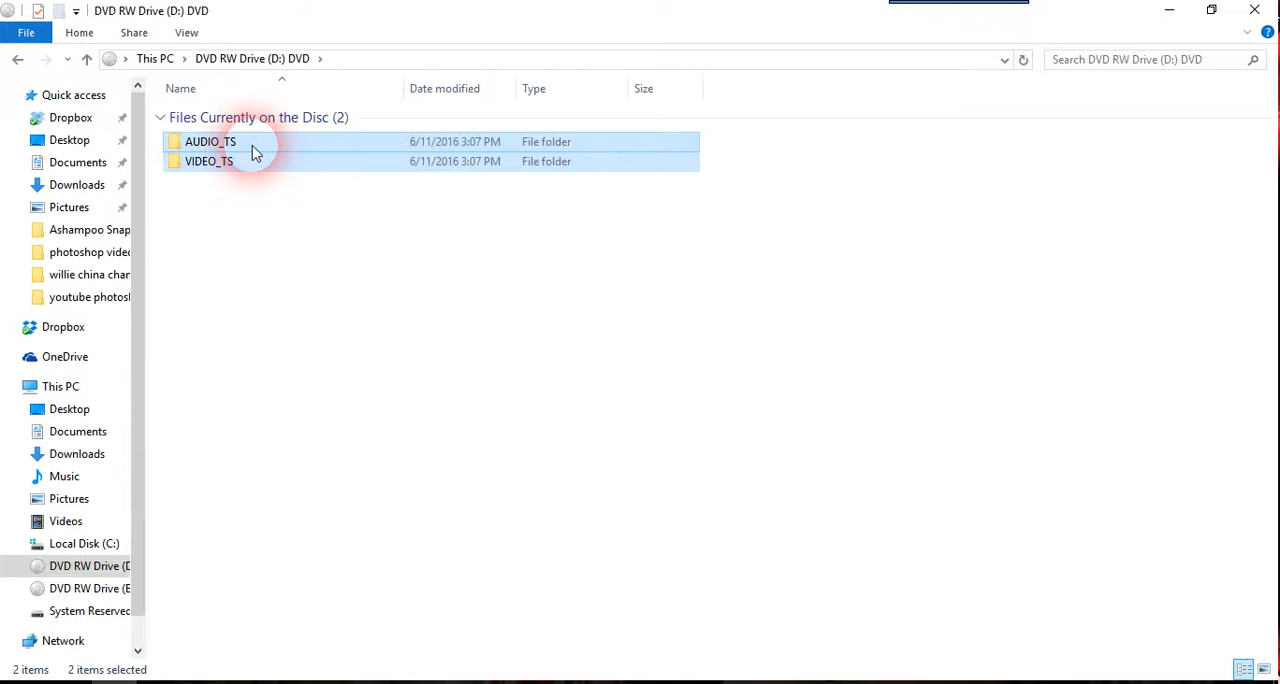 DVD RW Drive (D:) DVD
File Home Share View
This PC DVD RW Drive (D:) DVD
Search DVD RW Drive (D:) DVD
Name Date modified Type Size
Files Currently on the Disc (2)
AUDIO_TS 6/11/2016 3:07 PM File folder
VIDEO_TS 6/11/2016 3:07 PM File folder
Quick access
Dropbox
Desktop
Documents
Downloads
Pictures
Ashampoo Snap
photoshop video
willie china chan
youtube photosh
Dropbox
OneDrive
This PC
Desktop
Documents
Downloads
Music
Pictures
Videos
Local Disk (C:)
DVD RW Drive (D
DVD RW Drive (E
System Reserved
Network
2 items 2 items selected